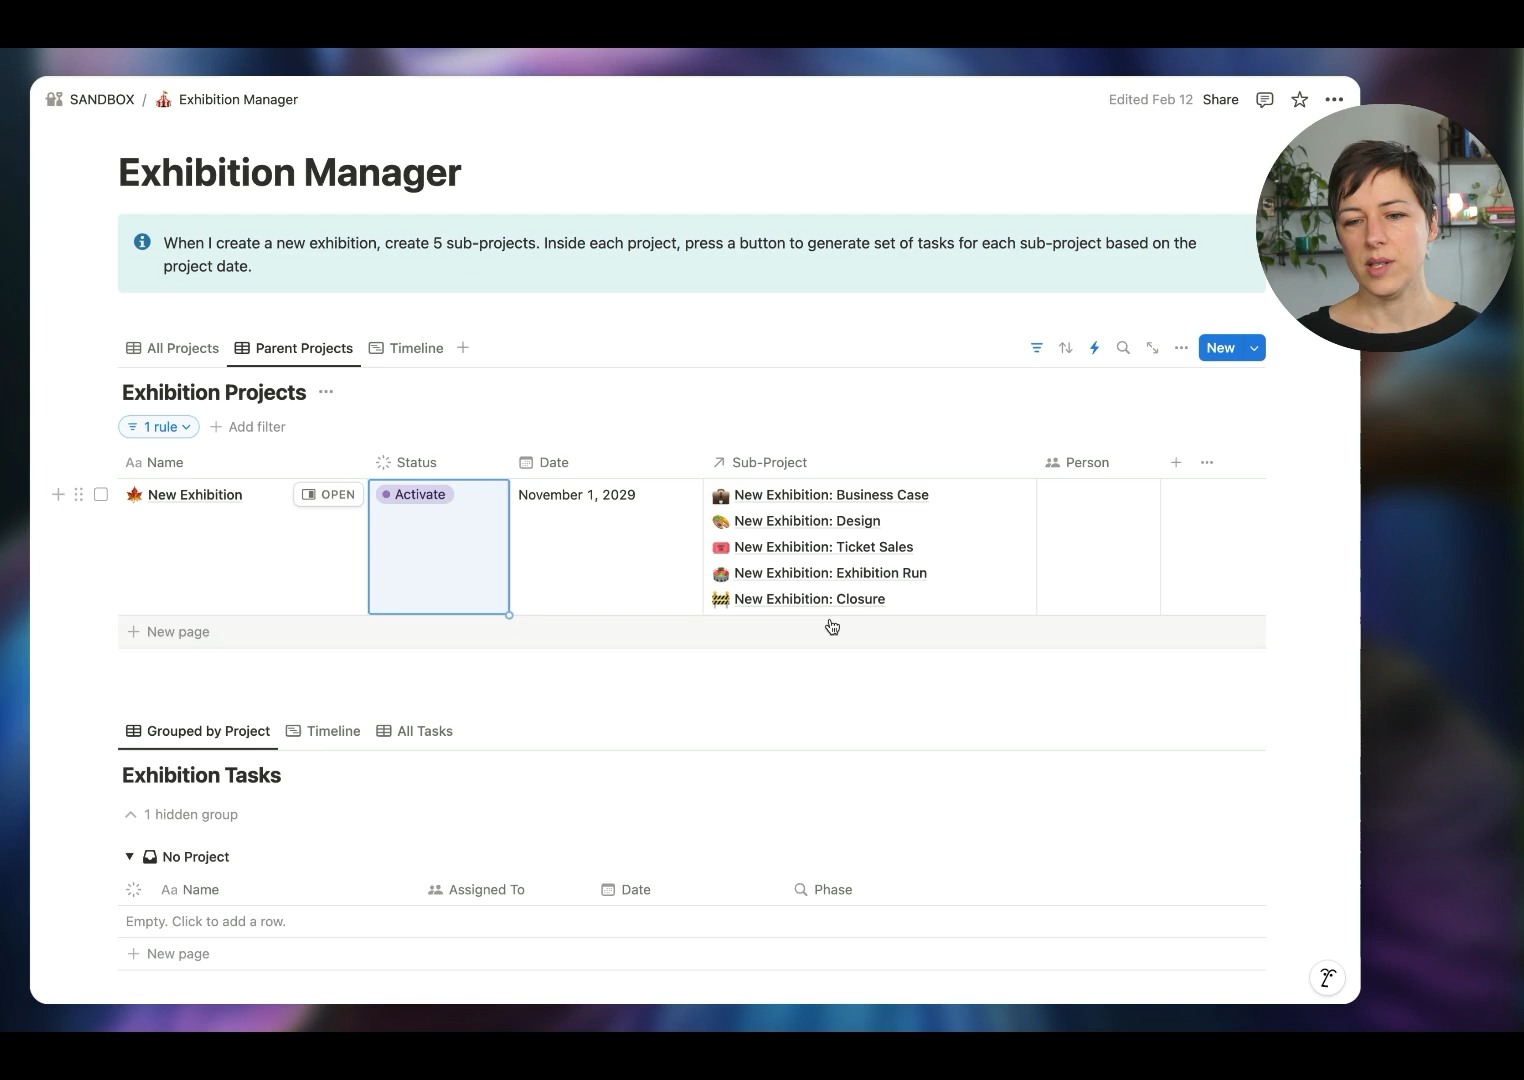 SANDBOX / Exhibition Manager
Edited Feb 12 Share
Exhibition Manager
When I create a new exhibition, create 5 sub-projects. Inside each project, press a button to generate set of tasks for each sub-project based on the
project date.
All Projects Parent Projects Timeline
New
Exhibition Projects
1 rule Add filter
Aa Name Status Date Sub-Project Person
New Exhibition OPEN Activate November 1, 2029 New Exhibition: Business Case
New Exhibition: Design
New Exhibition: Ticket Sales
New Exhibition: Exhibition Run
New Exhibition: Closure
New page
Grouped by Project Timeline All Tasks
Exhibition Tasks
1 hidden group
No Project
Aa Name Assigned To Date Phase
Empty. Click to add a row.
New page